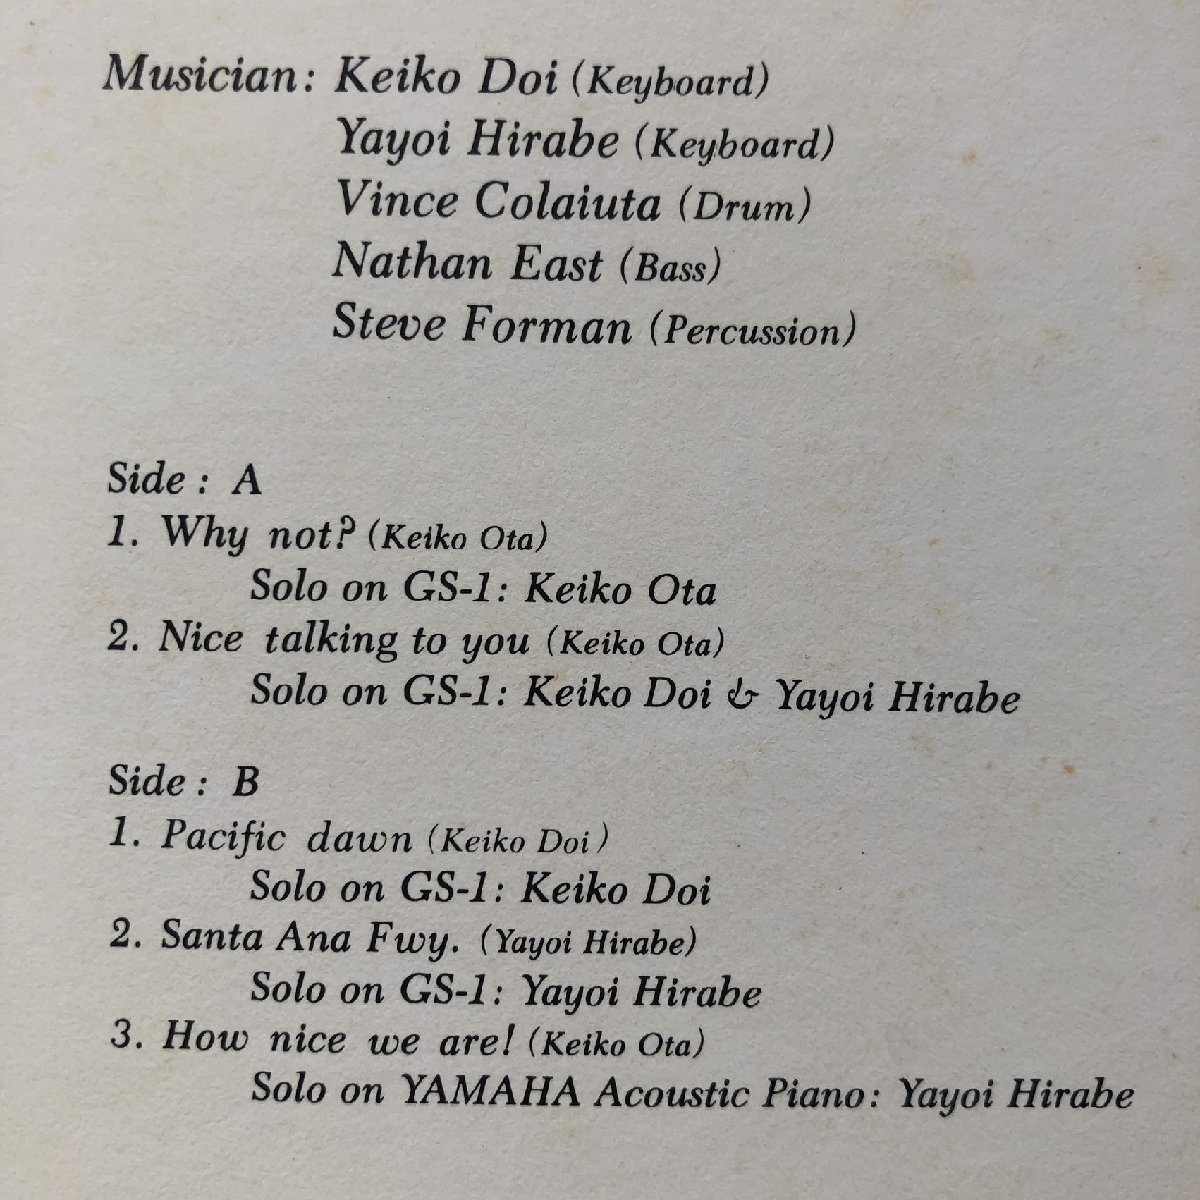 Musician: Keiko Doi (Keyboard)
Yayoi Hirabe (Keyboard)
Vince Colaiuta (Drum)
Nathan East (Bass)
Steve Forman (Percussion)
Side : A
1. Why not? (Keiko Ota)
Solo on GS-1: Keiko Ota
2. Nice talking to you (Keiko Ota)
Solo on GS-1: Keiko Doi & Yayoi Hirabe
Side : B
1. Pacific dawn (Keiko Doi)
Solo on GS-1: Keiko Doi
2. Santa Ana Fwy. (Yayoi Hirabe)
Solo on GS-1: Yayoi Hirabe
3. How nice we are! (Keiko Ota)
Solo on YAMAHA Acoustic Piano: Yayoi Hirabe